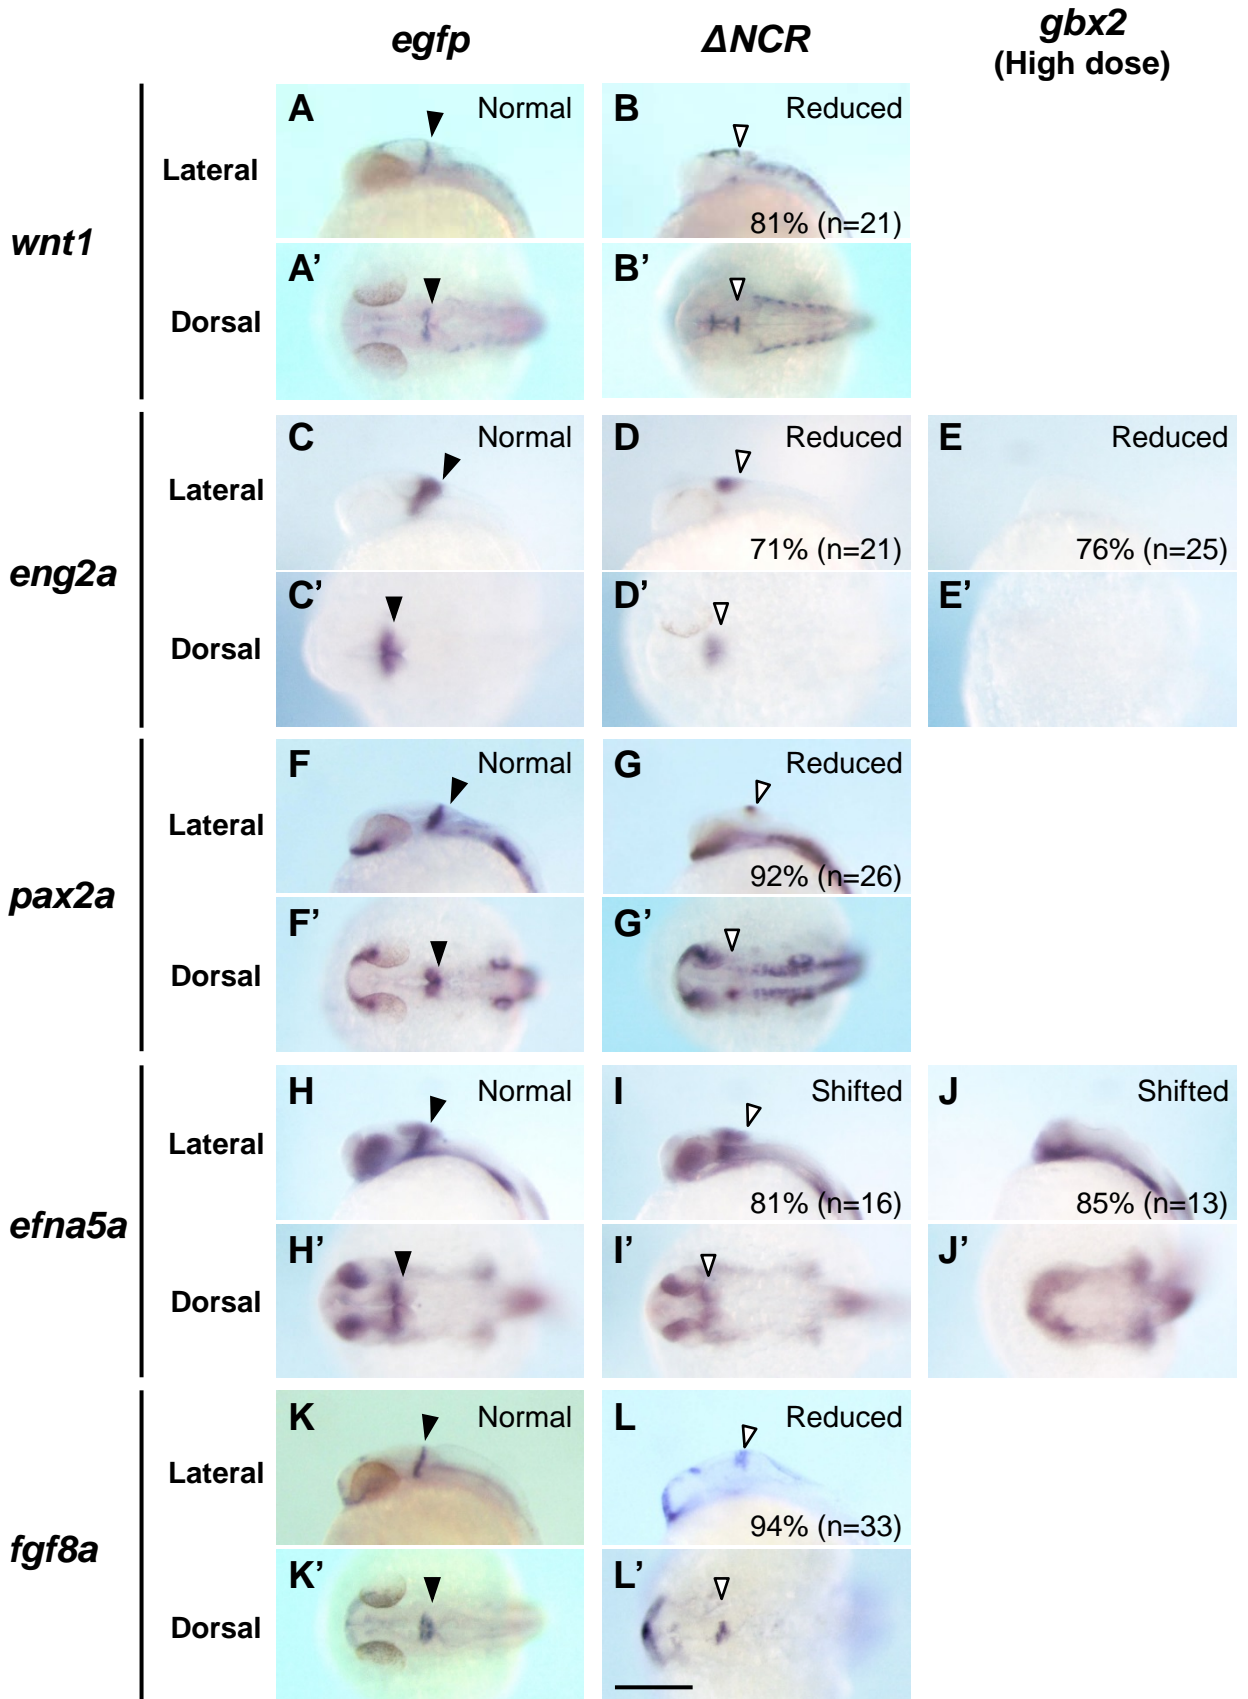 egfp
ΔNCR
gbx2
(High dose)
wnt1
Lateral
A
Normal
B
Reduced
81% (n=21)
Dorsal
A’
B’
eng2a
Lateral
C
Normal
D
Reduced
71% (n=21)
E
Reduced
76% (n=25)
Dorsal
C’
D’
E’
pax2a
Lateral
F
Normal
G
Reduced
92% (n=26)
Dorsal
F’
G’
efna5a
Lateral
H
Normal
I
Shifted
81% (n=16)
J
Shifted
85% (n=13)
Dorsal
H’
I’
J’
fgf8a
Lateral
K
Normal
L
Reduced
94% (n=33)
Dorsal
K’
L’